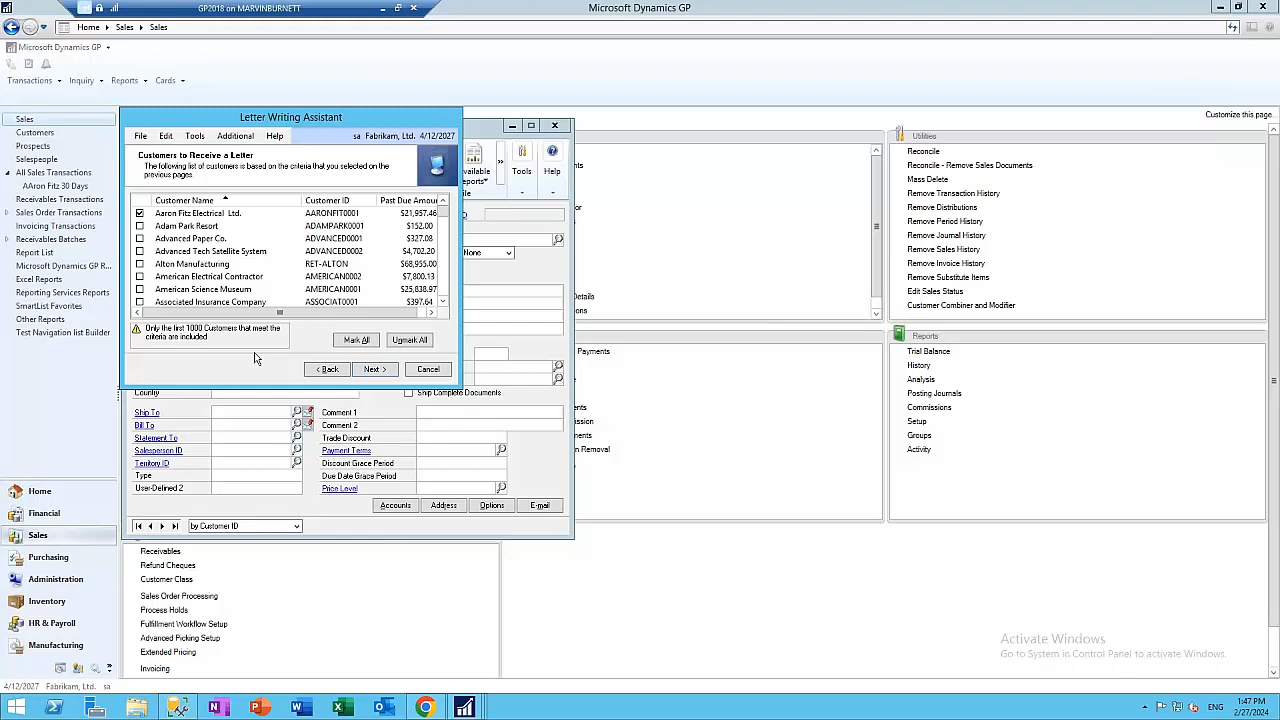 GP2018 on MARVINBURNETT
Microsoft Dynamics GP
Home Sales Sales
Microsoft Dynamics GP
Transactions Inquiry Reports Cards
Customize this page...
Sales
Customers
Prospects
Salespeople
All Sales Transactions
AAron Fitz 30 Days
Receivables Transactions
Sales Order Transactions
Invoicing Transactions
Receivables Batches
Report List
Microsoft Dynamics GP R...
Excel Reports
Reporting Services Reports
SmartList Favorites
Other Reports
Test Navigation list Builder
Home
Financial
Sales
Purchasing
Administration
Inventory
HR & Payroll
Manufacturing
Letter Writing Assistant
File Edit Tools Additional Help sa Fabrikam, Ltd. 4/12/2027
Customers to Receive a Letter
The following list of customers is based on the criteria that you selected on the
previous pages.
Customer Name Customer ID Past Due Amoun
Aaron Fitz Electrical Ltd. AARONFIT0001 $21,957.46
Adam Park Resort ADAMPARK0001 $152.00
Advanced Paper Co. ADVANCED0001 $327.08
Advanced Tech Satellite System ADVANCED0002 $4,702.20
Alton Manufacturing RET-ALTON $68,955.00
American Electrical Contractor AMERICAN0002 $7,800.13
American Science Museum AMERICAN0001 $25,838.97
Associated Insurance Company ASSOCIAT0001 $397.64
Only the first 1000 Customers that meet the
criteria are included
Mark All Unmark All
< Back Next > Cancel
vailable
eports
Tools
Help
ile
None
Country
Ship Complete Documents
Ship To Comment 1
Bill To Comment 2
Statement To Trade Discount
Salesperson ID Payment Terms
Territory ID Discount Grace Period
Type Due Date Grace Period
User-Defined 2 Price Level
Accounts Address Options E-mail
by Customer ID
Details
Payments
Removal
Receivables
Refund Cheques
Customer Class
Sales Order Processing
Process Holds
Fulfillment Workflow Setup
Advanced Picking Setup
Extended Pricing
Invoicing
Utilities
Reconcile
Reconcile - Remove Sales Documents
Mass Delete
Remove Transaction History
Remove Distributions
Remove Period History
Remove Journal History
Remove Sales History
Remove Invoice History
Remove Substitute Items
Edit Sales Status
Customer Combiner and Modifier
Reports
Trial Balance
History
Analysis
Posting Journals
Commissions
Setup
Groups
Activity
Activate Windows
Go to System in Control Panel to activate Windows.
4/12/2027 Fabrikam, Ltd. sa
ENG
1:47 PM
2/27/2024